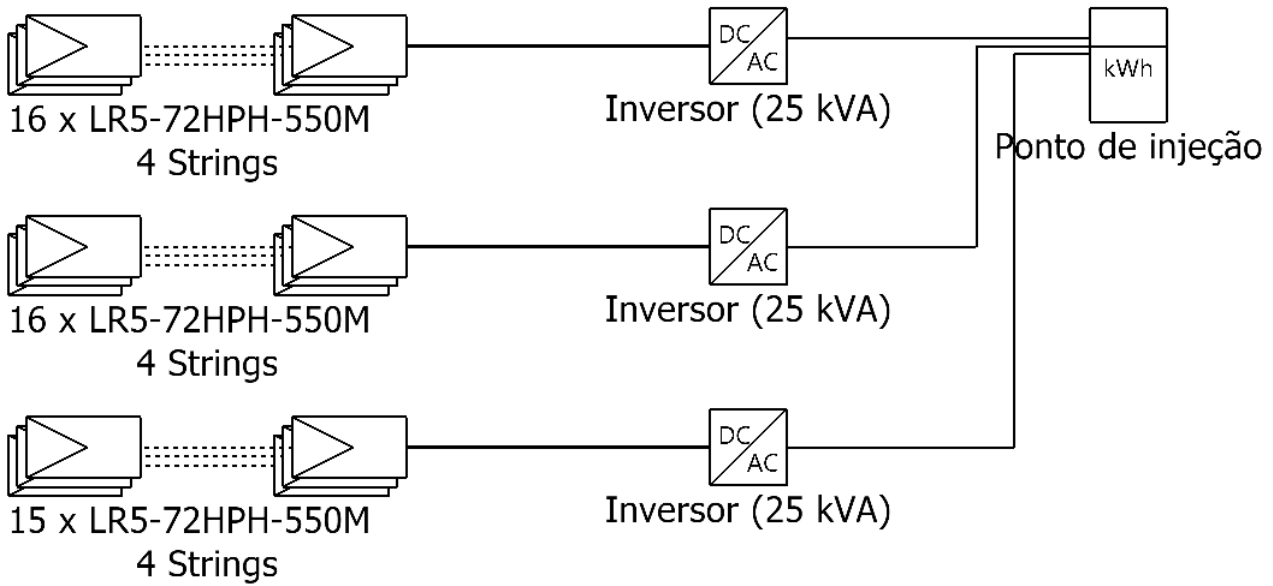 DC
AC
kWh
16 x LR5-72HPH-550M
4 Strings
Inversor (25 kVA)
Ponto de injeção
DC
AC
16 x LR5-72HPH-550M
4 Strings
Inversor (25 kVA)
DC
AC
15 x LR5-72HPH-550M
4 Strings
Inversor (25 kVA)